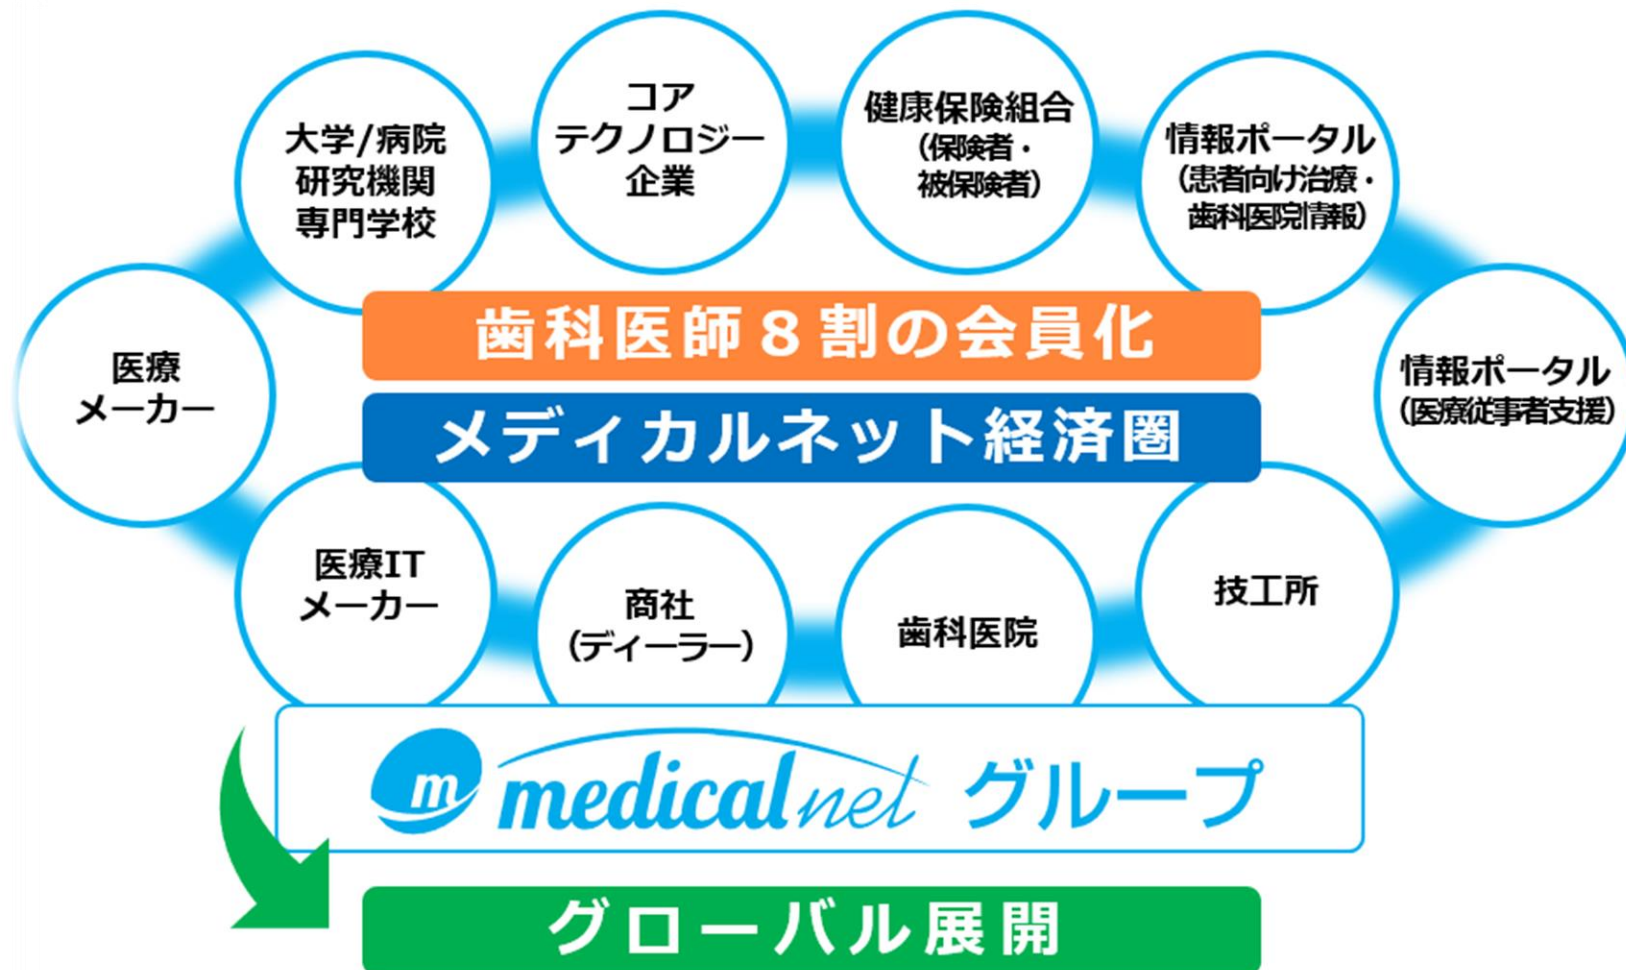 大学/病院
研究機関
専門学校
コア
テクノロジー
企業
健康保険組合
（保険者・
被保険者）
情報ポータル
（患者向け治療・
歯科医院情報）
医療
メーカー
歯科医師８割の会員化
メディカルネット経済圏
情報ポータル
（医療従事者支援）
医療IT
メーカー
商社
（ディーラー）
歯科医院
技工所
m medicalnet グループ
グローバル展開